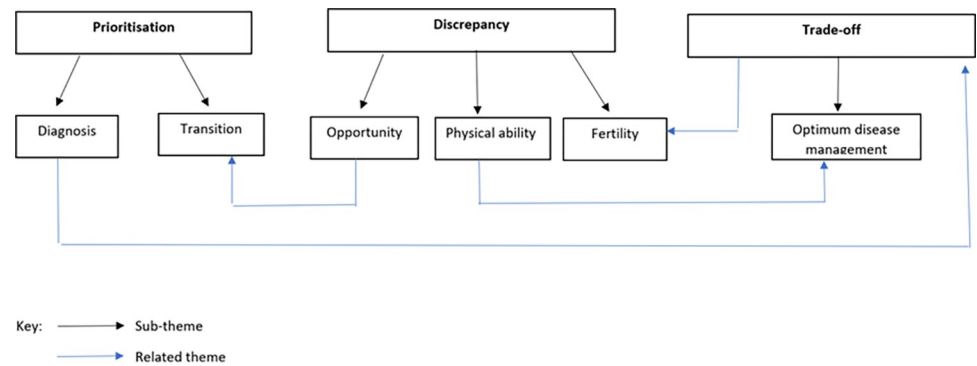 Prioritisation
Discrepancy
Trade-off
Diagnosis
Transition
Opportunity
Physical ability
Fertility
Optimum disease
management
Key:
Sub-theme
Related theme